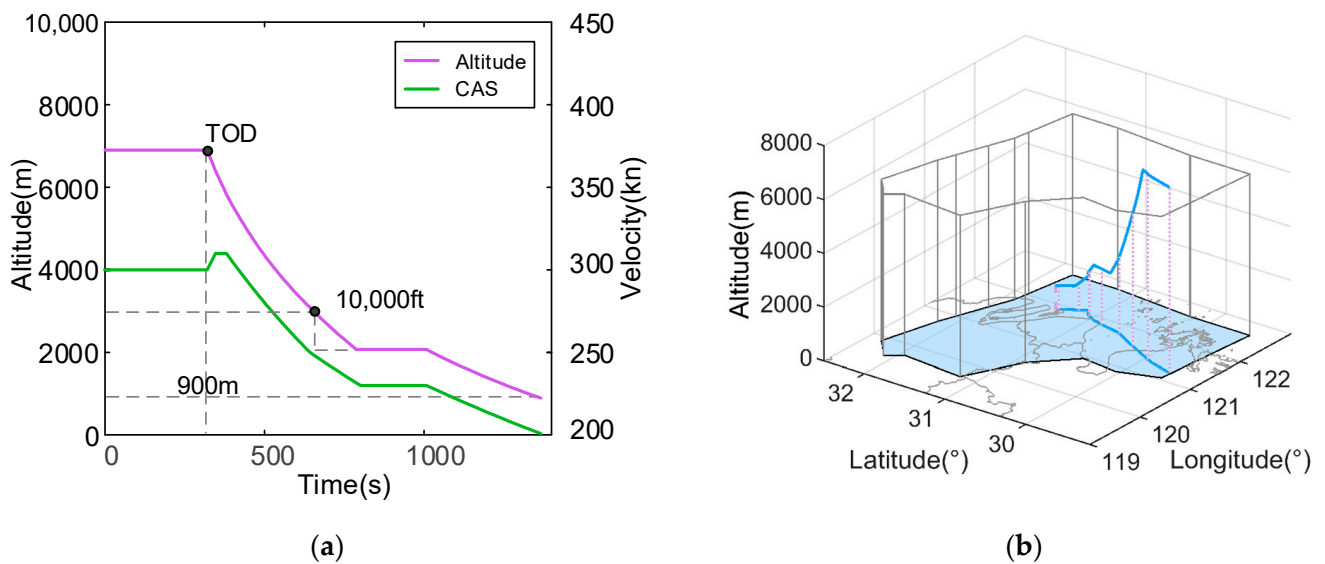 10,000
8000
6000
4000
2000
0
Altitude(m)
450
400
350
300
250
200
Velocity(kn)
Altitude
CAS
TOD
10,000ft
900m
0 500 1000
Time(s)
(a)
8000
6000
4000
2000
0
Altitude(m)
32
31
30
Latitude(°)
119
120
121
122
Longitude(°)
(b)